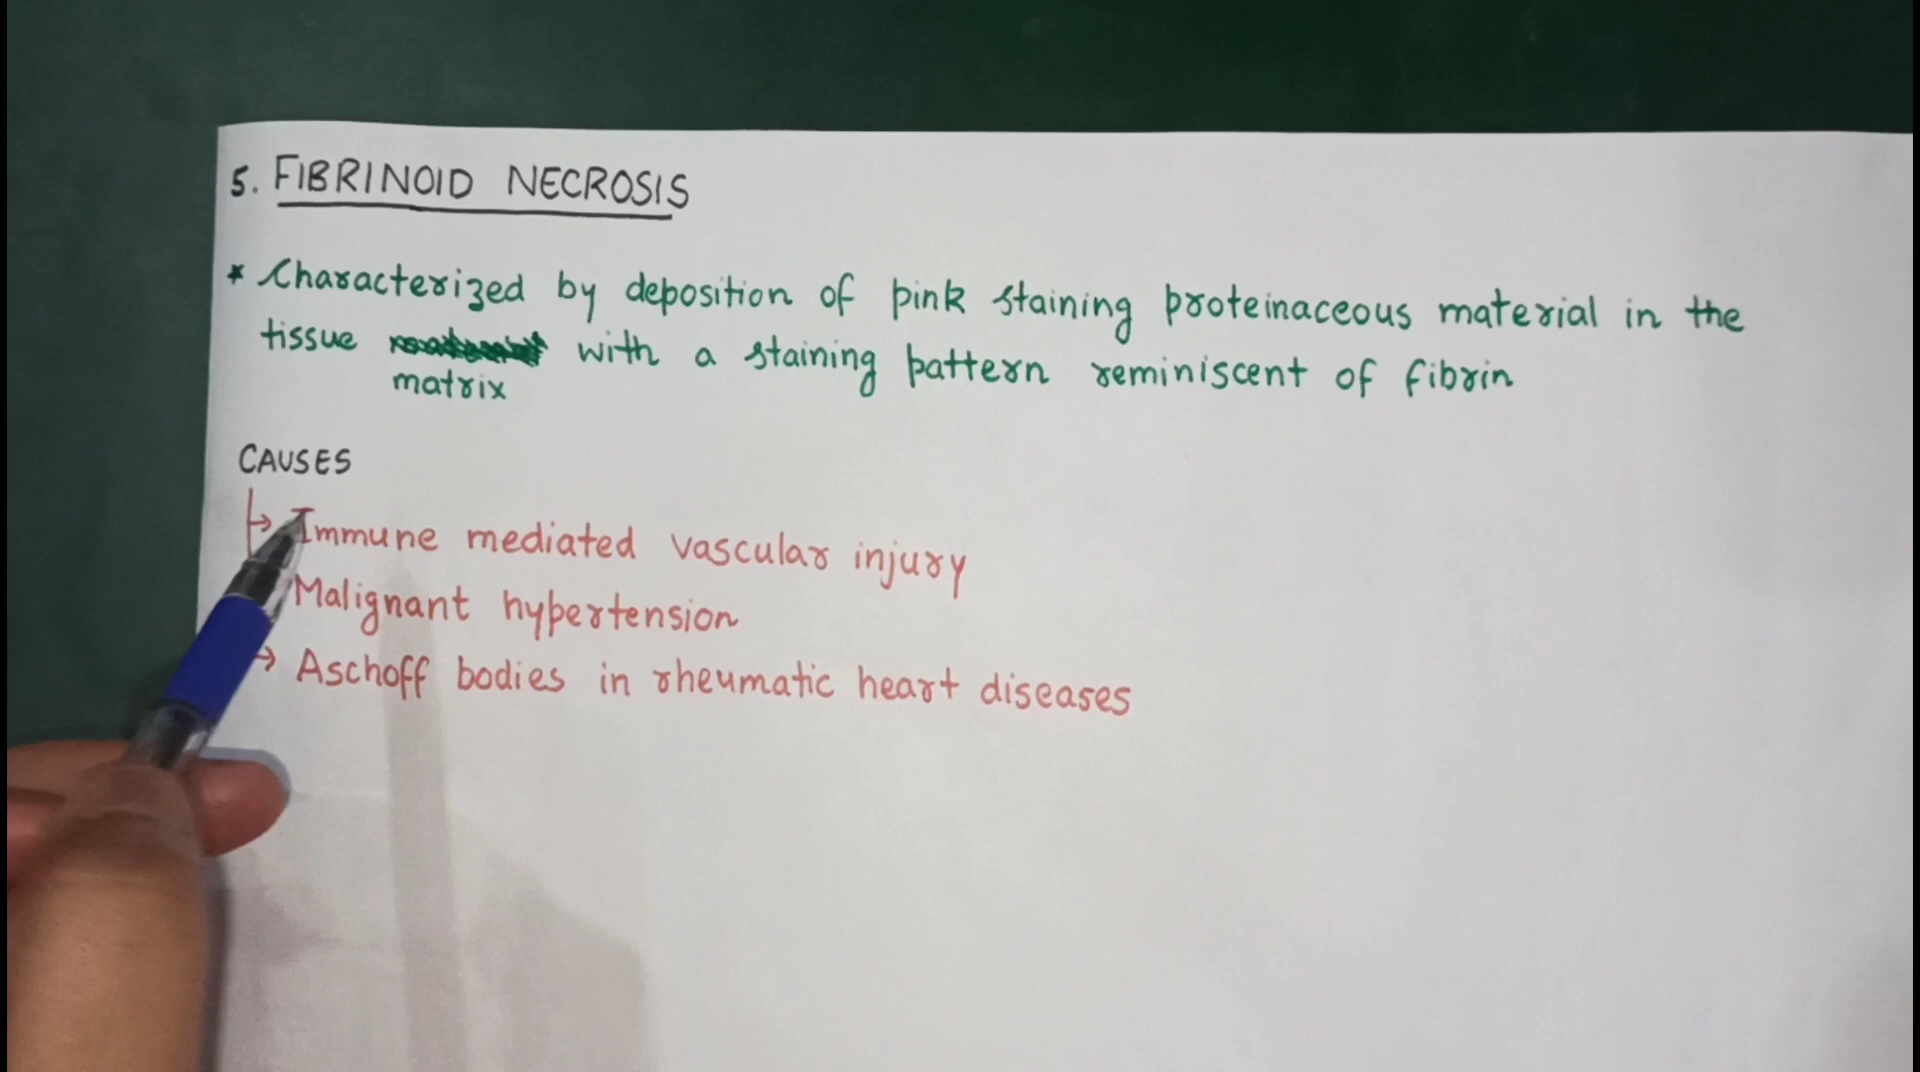 5. FIBRINOID NECROSIS
* Characterized by deposition of pink staining proteinaceous material in the
tissue matrix with a staining pattern reminiscent of fibrin
CAUSES
→ Immune mediated vascular injury
Malignant hypertension
→ Aschoff bodies in rheumatic heart diseases